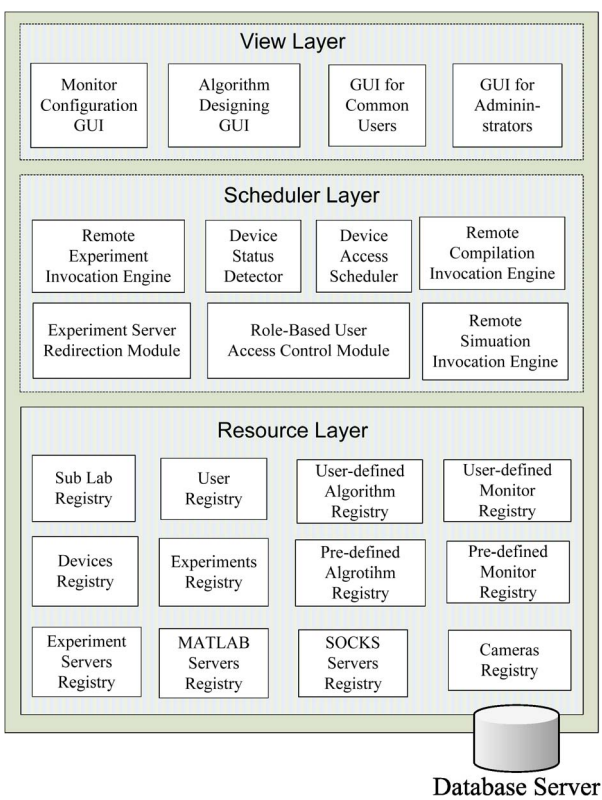 View Layer
Monitor
Configuration
GUI
Algorithm
Designing
GUI
GUI for
Common
Users
GUI for
Admininin-
strators
Scheduler Layer
Remote
Experiment
Invocation Engine
Device
Status
Detector
Device
Access
Scheduler
Remote
Compilation
Invocation Engine
Experiment Server
Redirection Module
Role-Based User
Access Control Module
Remote
Simuation
Invocation Engine
Resource Layer
Sub Lab
Registry
User
Registry
User-defined
Algorithm
Registry
User-defined
Monitor
Registry
Devices
Registry
Experiments
Registry
Pre-defined
Algrotihm
Registry
Pre-defined
Monitor
Registry
Experiment
Servers
Registry
MATLAB
Servers
Registry
SOCKS
Servers
Registry
Cameras
Registry
Database Server